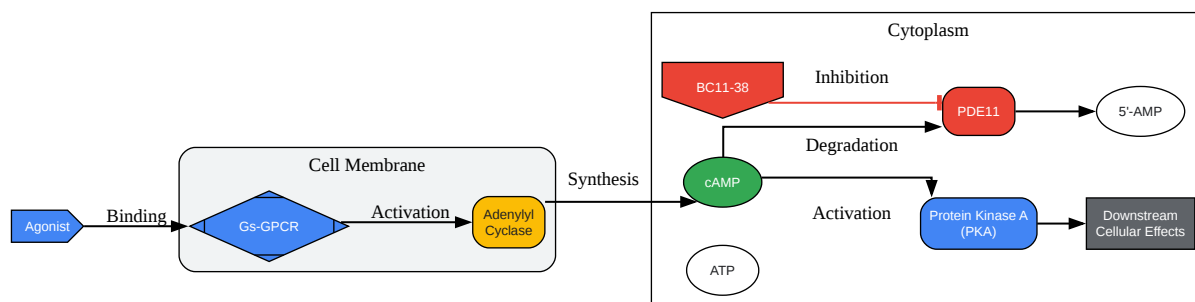 Cytoplasm
BC11-38
Inhibition
PDE11
5'-AMP
Degradation
Cell Membrane
Synthesis
cAMP
Agonist
Binding
Gs-GPCR
Activation
Adenylyl
Cyclase
Activation
Protein Kinase A
(PKA)
Downstream
Cellular Effects
ATP